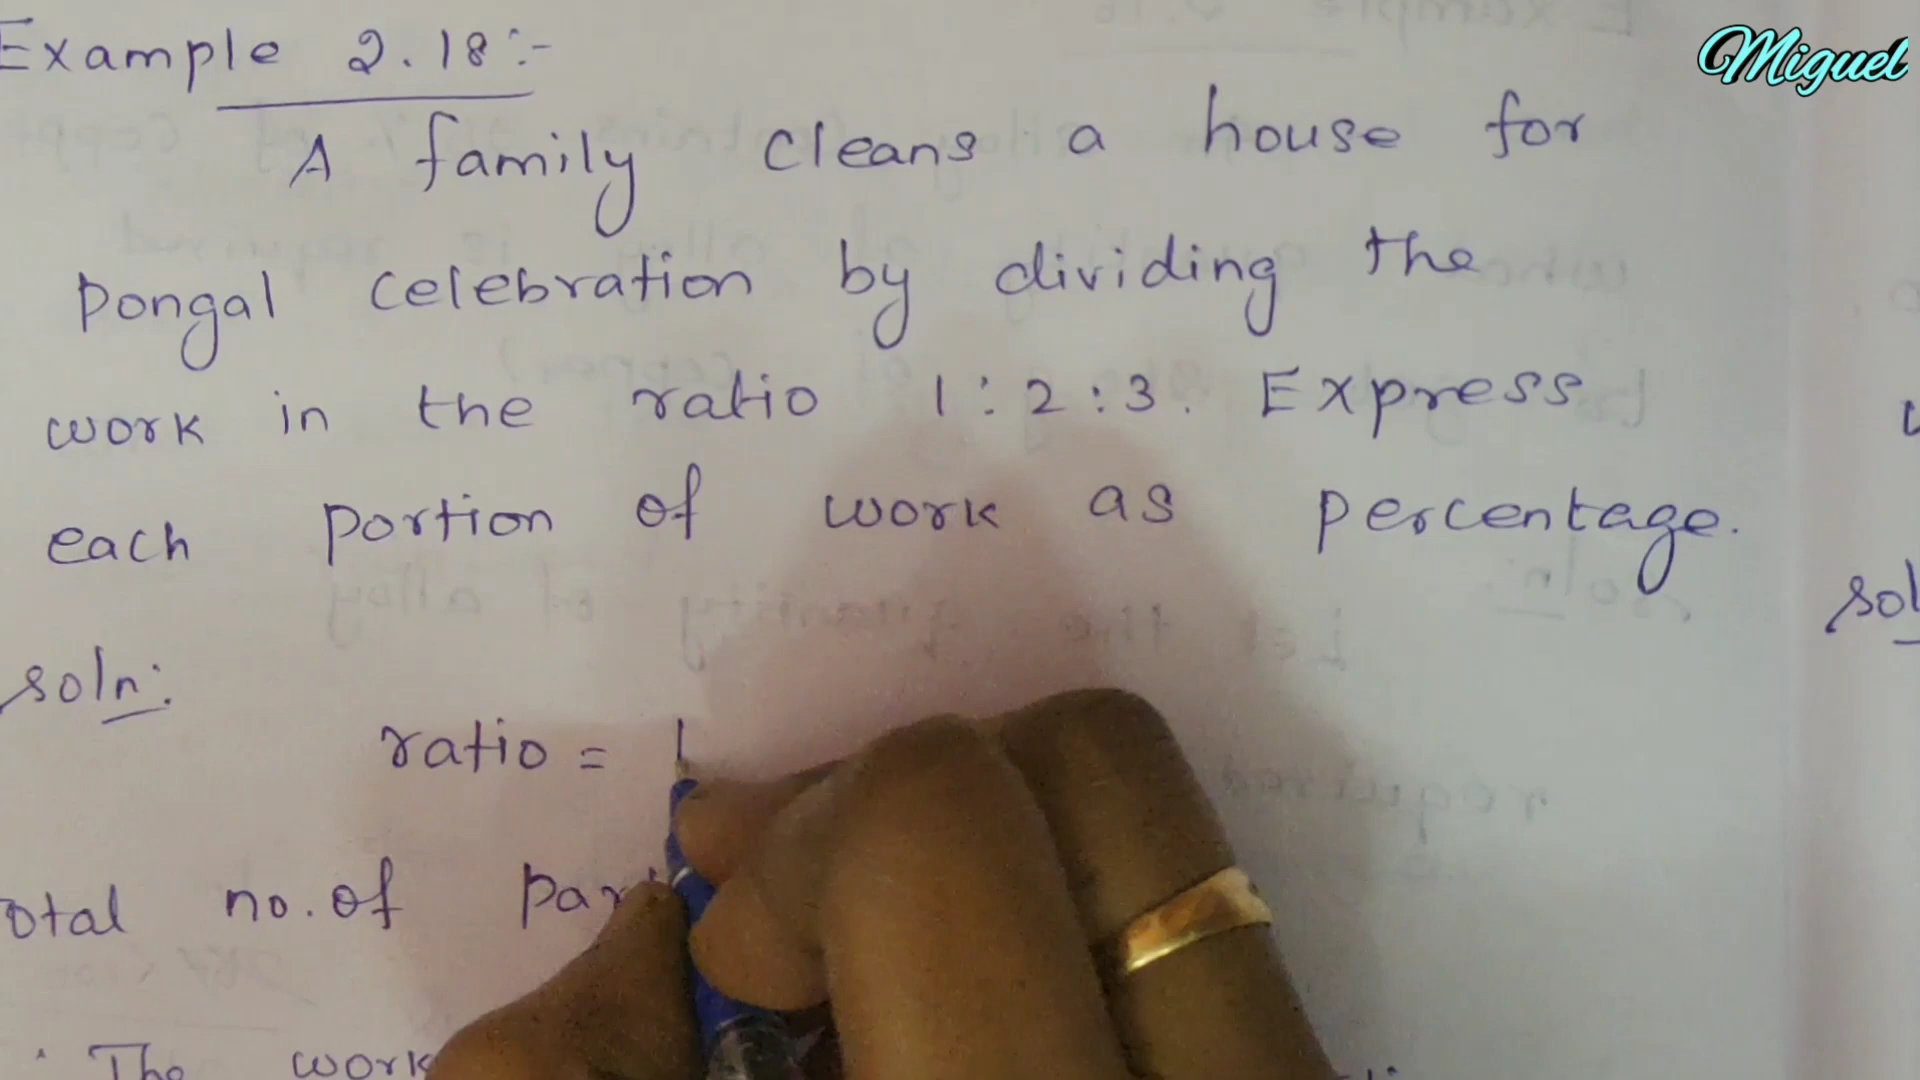 Example 2.18:-
Miguel
A family cleans a house for
Pongal celebration by dividing the
work in the ratio 1:2:3. Express
each portion of work as percentage.
soln:
ratio = 1
otal no. of par
The work